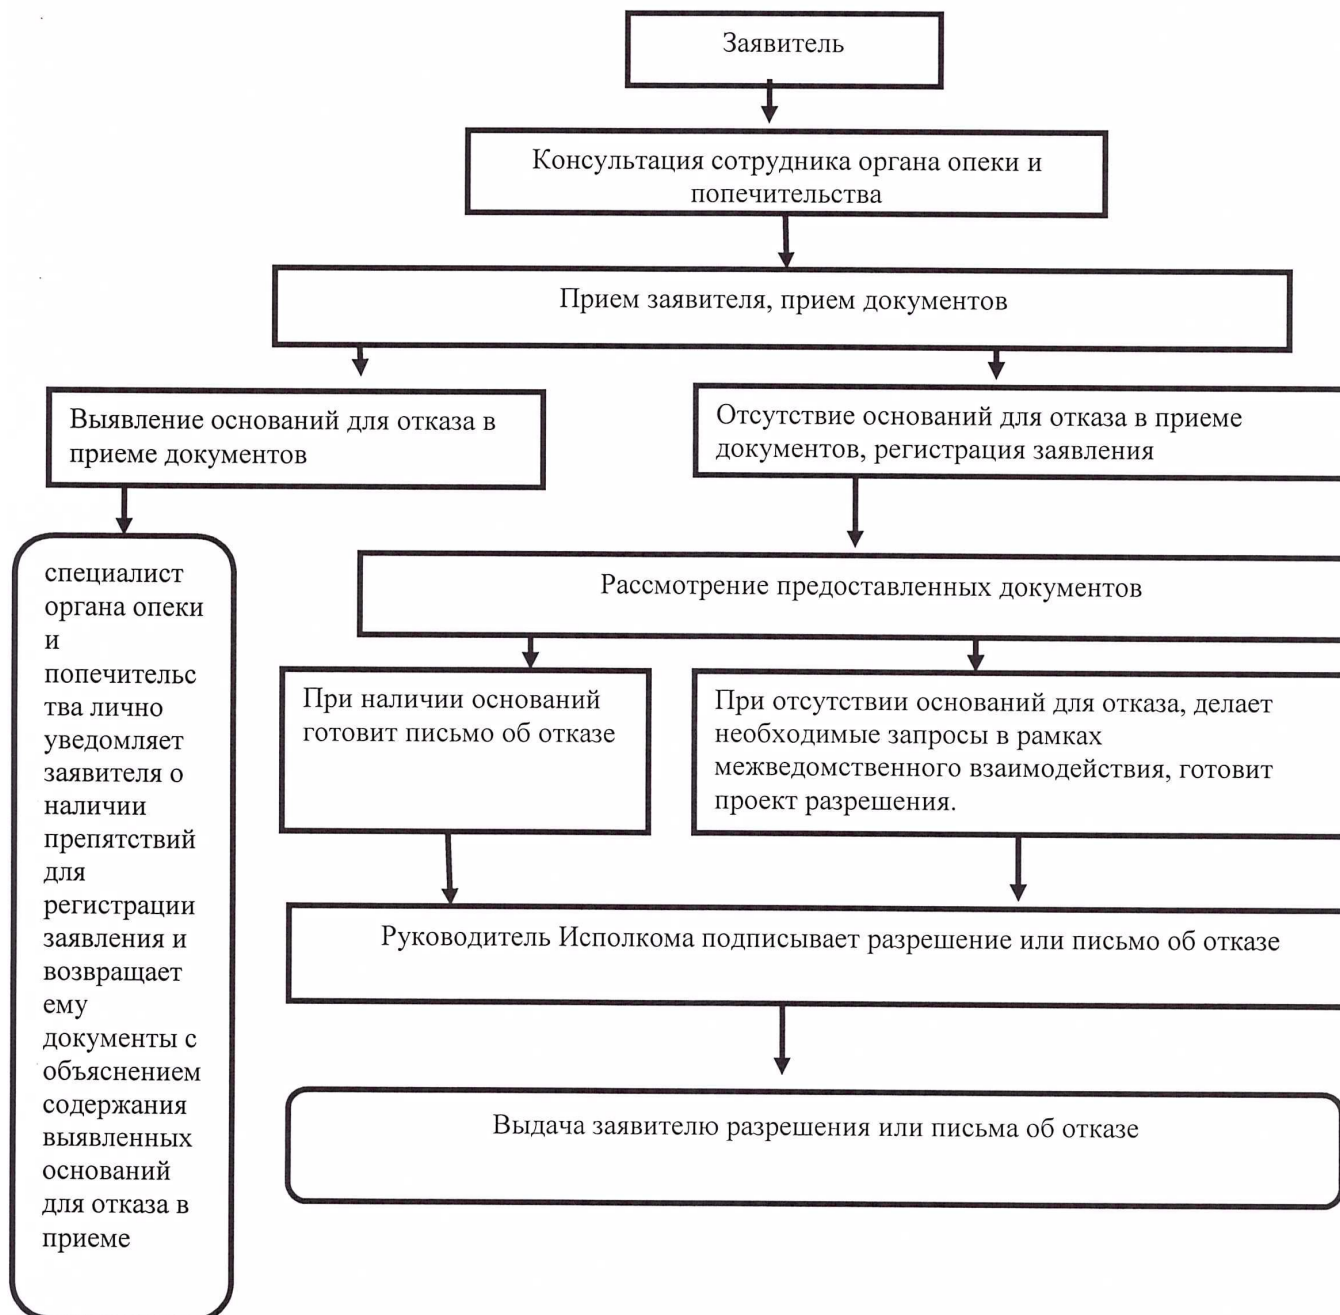 Заявитель
Консультация сотрудника органа опеки и
попечительства
Прием заявителя, прием документов
Выявление оснований для отказа в
приеме документов
Отсутствие оснований для отказа в приеме
документов, регистрация заявления
специалист
органа опеки
и
попечительс
тва лично
уведомляет
заявителя о
наличии
препятствий
для
регистрации
заявления и
возвращает
ему
документы с
объяснением
содержания
выявленных
оснований
для отказа в
приеме
Рассмотрение предоставленных документов
При наличии оснований
готовит письмо об отказе
При отсутствии основания для отказа, делает
необходимые запросы в рамках
межведомственного взаимодействия, готовит
проект разрешения.
Руководитель Исполкома подписывает разрешение или письмо об отказе
Выдача заявителю разрешения или письма об отказе